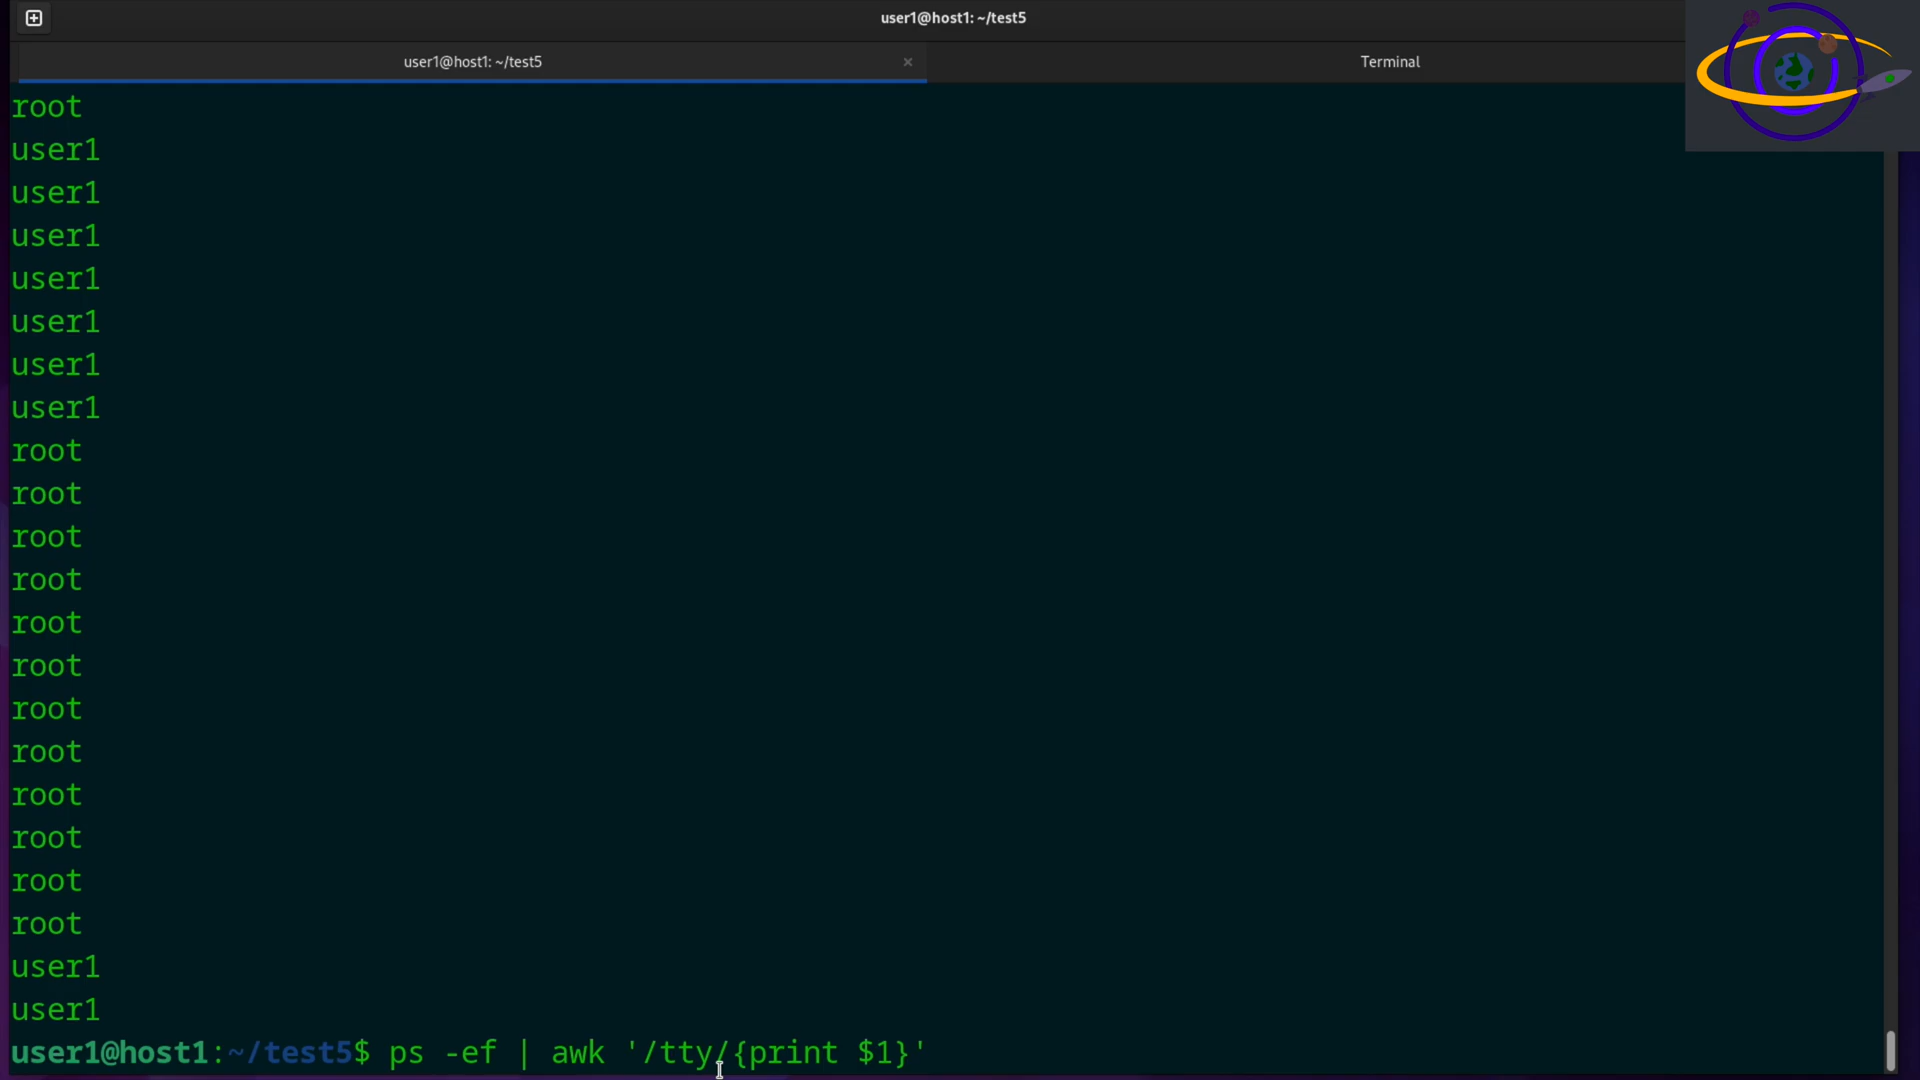 user1@host1: ~/test5
user1@host1: ~/test5 ×
Terminal
root
user1
user1
user1
user1
user1
user1
user1
root
root
root
root
root
root
root
root
root
root
root
root
user1
user1
user1@host1:~/test5$ ps -ef | awk '/tty/{print $1}'